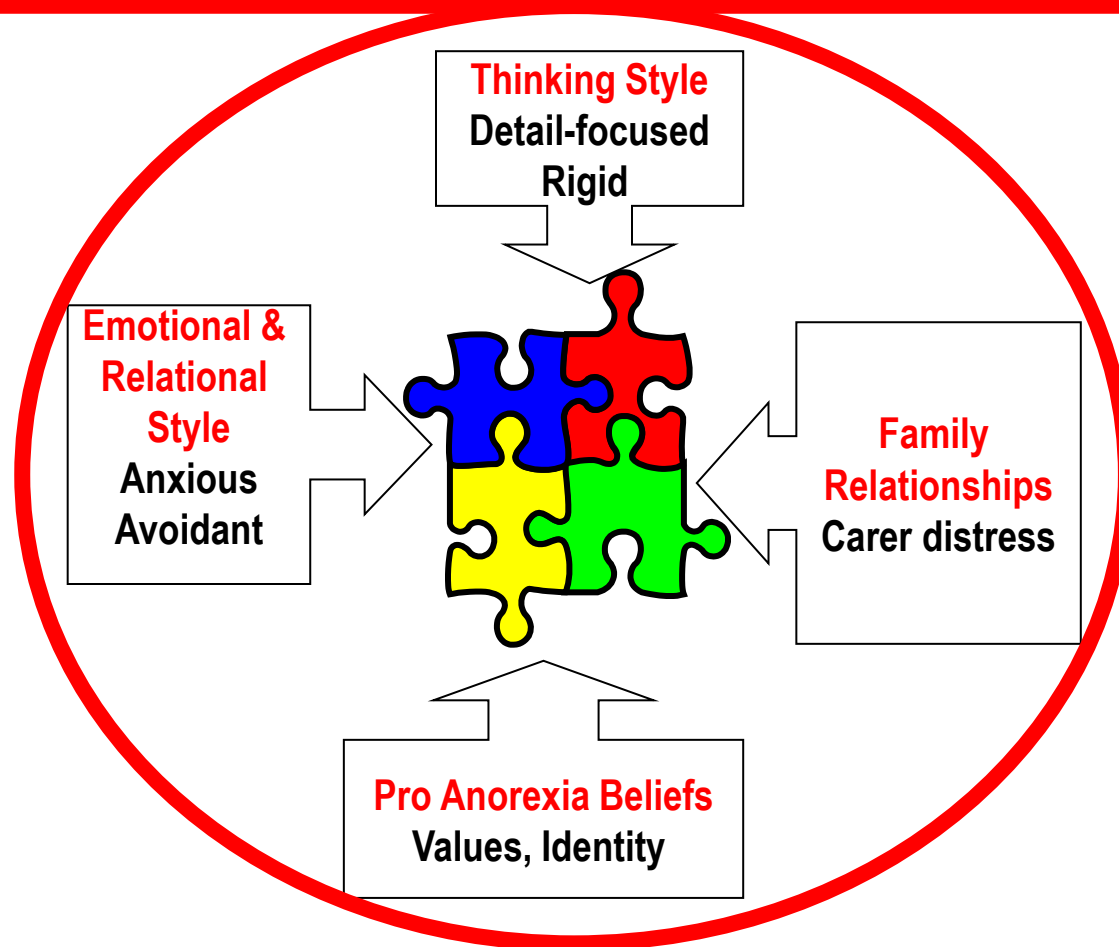 Thinking Style
Detail-focused
Rigid
Emotional &
Relational
Style
Anxious
Avoidant
Family
Relationships
Carer distress
Pro Anorexia Beliefs
Values, Identity